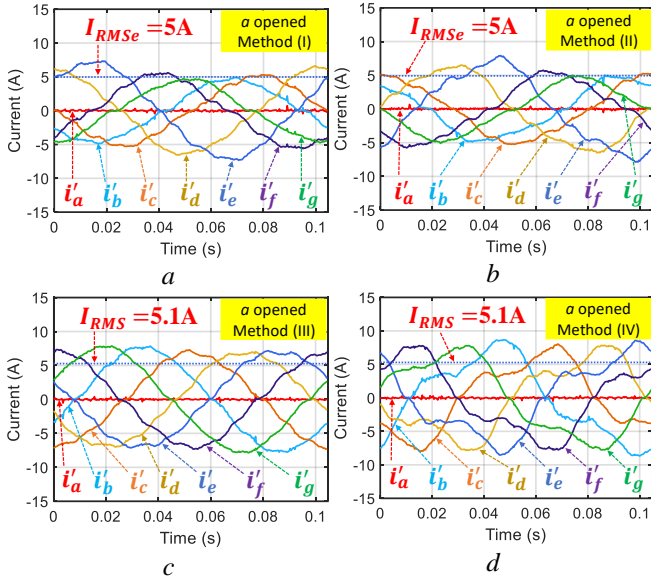 15
10
5
0
-5
-10
-15
Current (A)
I_RMSe =5A
a opened
Method (I)
i'_a i'_b i'_c i'_d i'_e i'_f i'_g
0 0.02 0.04 0.06 0.08 0.1
Time (s)
a
15
10
5
0
-5
-10
-15
Current (A)
I_RMSe =5A
a opened
Method (II)
i'_a i'_b i'_c i'_d i'_e i'_f i'_g
0 0.02 0.04 0.06 0.08 0.1
Time (s)
b
15
10
5
0
-5
-10
-15
Current (A)
I_RMS =5.1A
a opened
Method (III)
i'_a i'_b i'_c i'_d i'_e i'_f i'_g
0 0.02 0.04 0.06 0.08 0.1
Time (s)
c
15
10
5
0
-5
-10
-15
Current (A)
I_RMS =5.1A
a opened
Method (IV)
i'_a i'_b i'_c i'_d i'_e i'_f i'_g
0 0.02 0.04 0.06 0.08 0.1
Time (s)
d